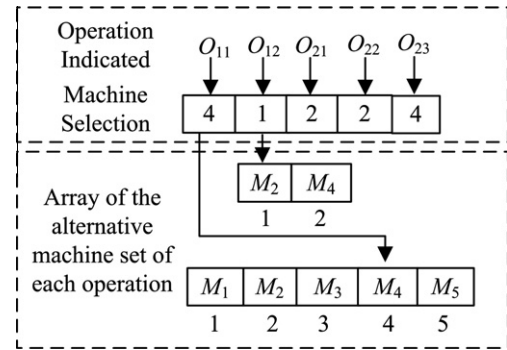 Operation Indicated O₁₁ O₁₂ O₂₁ O₂₂ O₂₃
Machine Selection 4 1 2 2 4
M₂ M₄
1 2
Array of the
alternative
machine set of
each operation
M₁ M₂ M₃ M₄ M₅
1 2 3 4 5